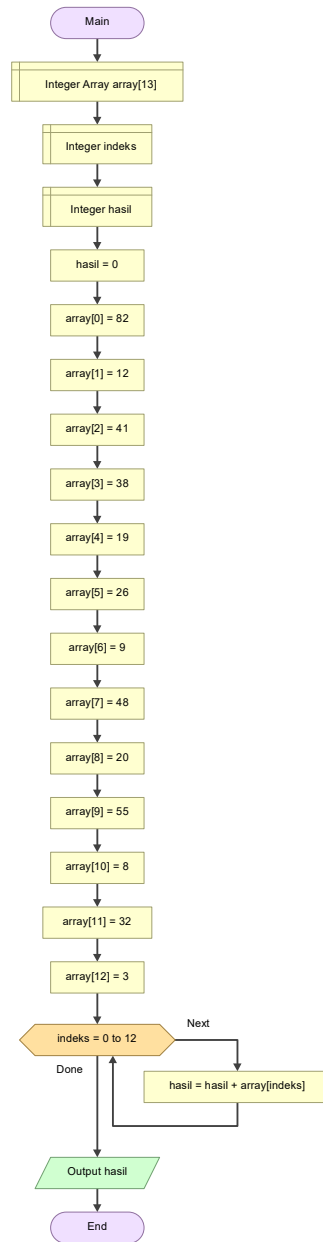 Main
Integer Array array[13]
Integer indeks
Integer hasil
hasil = 0
array[0] = 82
array[1] = 12
array[2] = 41
array[3] = 38
array[4] = 19
array[5] = 26
array[6] = 9
array[7] = 48
array[8] = 20
array[9] = 55
array[10] = 8
array[11] = 32
array[12] = 3
indeks = 0 to 12
Next
Done
hasil = hasil + array[indeks]
Output hasil
End